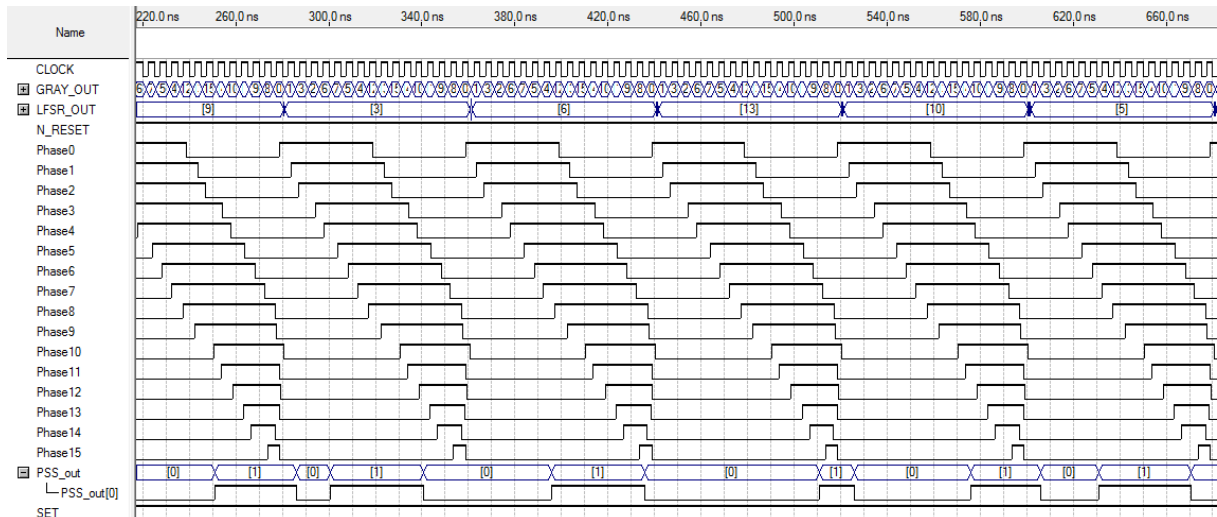 Name
220.0 ns 260.0 ns 300.0 ns 340.0 ns 380.0 ns 420.0 ns 460.0 ns 500.0 ns 540.0 ns 580.0 ns 620.0 ns 660.0 ns
CLOCK
GRAY_OUT
LFSR_OUT [9] [3] [6] [13] [10] [5]
N_RESET
Phase0
Phase1
Phase2
Phase3
Phase4
Phase5
Phase6
Phase7
Phase8
Phase9
Phase10
Phase11
Phase12
Phase13
Phase14
Phase15
PSS_out [0] [1] [0] [1] [0] [1] [0] [1] [0] [1] [0] [1]
PSS_out[0]
SET